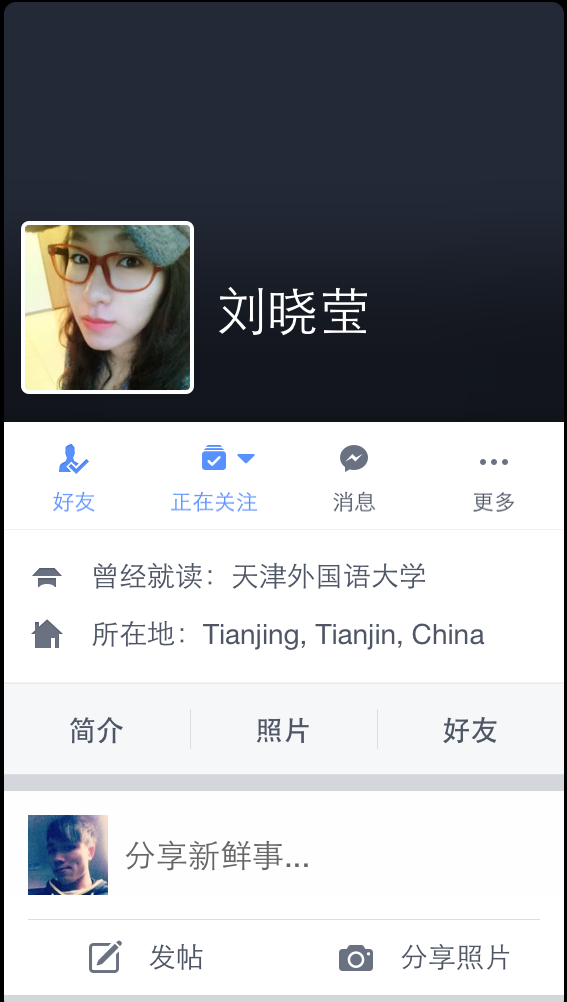 刘晓莹
好友
正在关注
消息
更多
曾经就读：天津外国语大学
所在地：Tianjing, Tianjin, China
简介
照片
好友
分享新鲜事...
发帖
分享照片